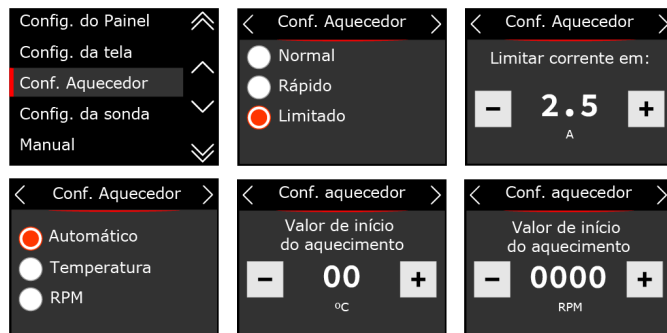 Config. do Painel
Config. da tela
Conf. Aquecedor
Config. da sonda
Manual
Conf. Aquecedor
Normal
Rápido
Limitado
Conf. Aquecedor
Limitar corrente em:
- 2.5 +
A
Conf. Aquecedor
Automático
Temperatura
RPM
Conf. aquecedor
Valor de início
do aquecimento
- 00 +
ºC
Conf. aquecedor
Valor de início
do aquecimento
- 0000 +
RPM